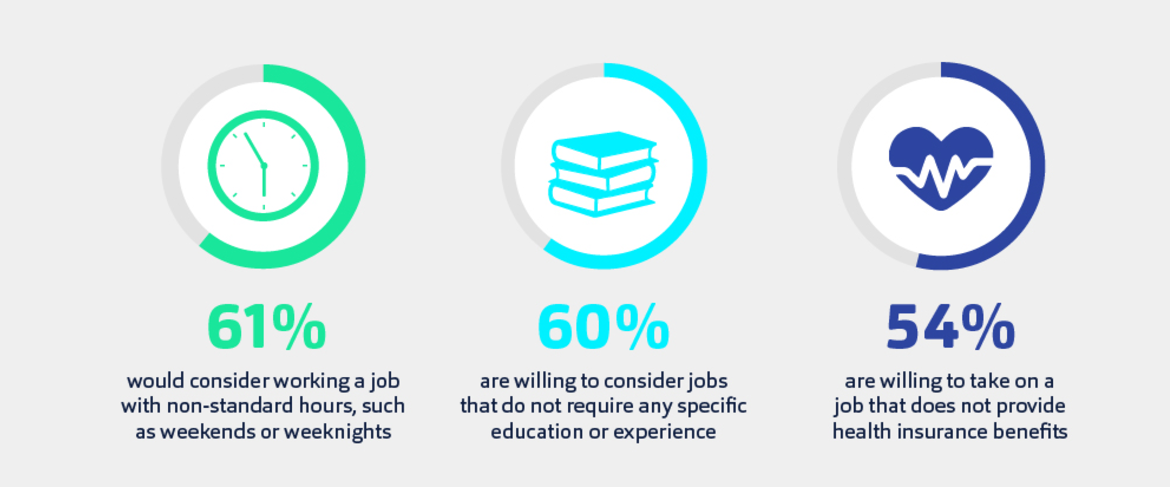 61%
would consider working a job
with non-standard hours, such
as weekends or weeknights
60%
are willing to consider jobs
that do not require any specific
education or experience
54%
are willing to take on a
job that does not provide
health insurance benefits